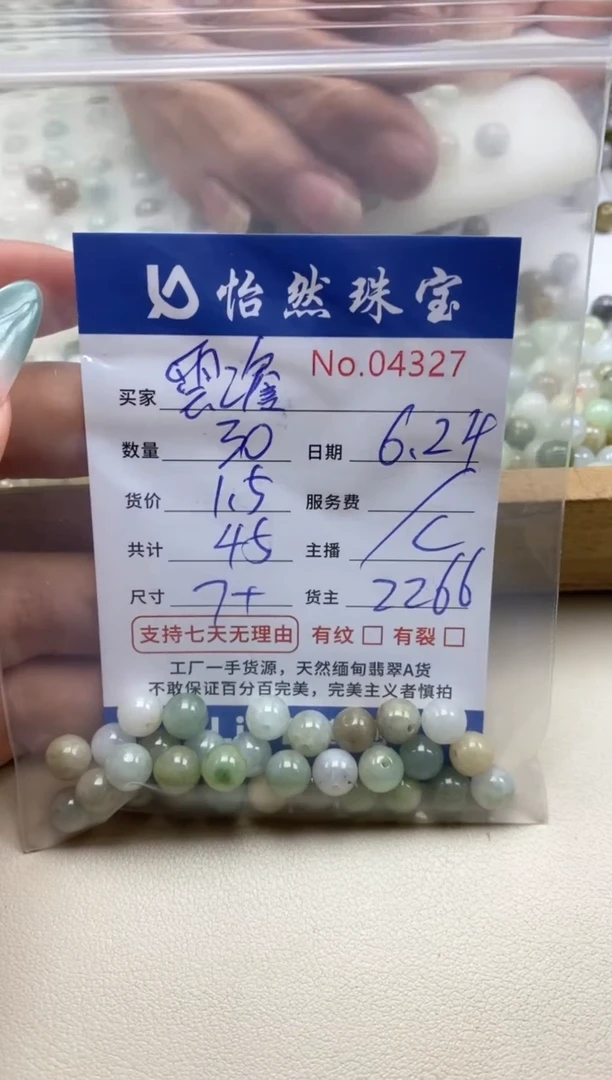 怡然珠宝
No.04327
买家
数量 30 日期 6.24
货价 1.5 服务费 /
共计 45 主播 C
尺寸 7+ 货主 2266
支持七天无理由 有纹 □ 有裂 □
工厂一手货源，天然缅甸翡翠A货
不敢保证百分百完美，完美主义者慎拍